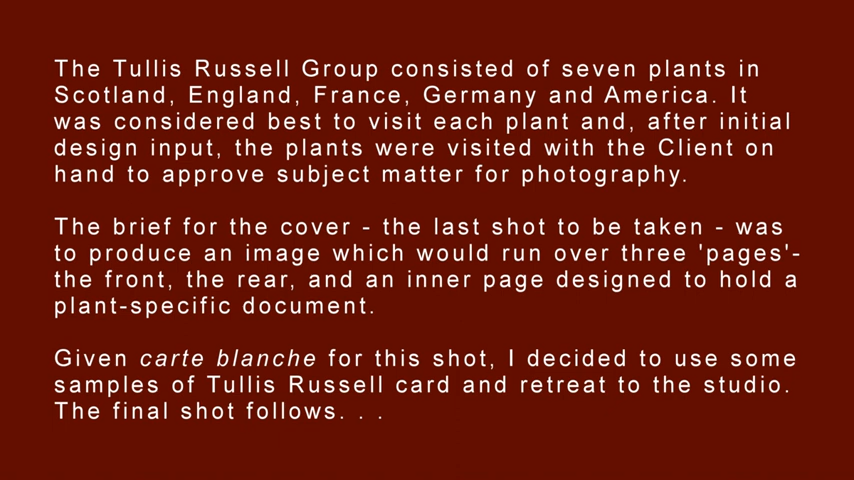 The Tullis Russell Group consisted of seven plants in
Scotland, England, France, Germany and America. It
was considered best to visit each plant and, after initial
design input, the plants were visited with the Client on
hand to approve subject matter for photography.
The brief for the cover - the last shot to be taken - was
to produce an image which would run over three 'pages'-
the front, the rear, and an inner page designed to hold a
plant-specific document.
Given carte blanche for this shot, I decided to use some
samples of Tullis Russell card and retreat to the studio.
The final shot follows. . .